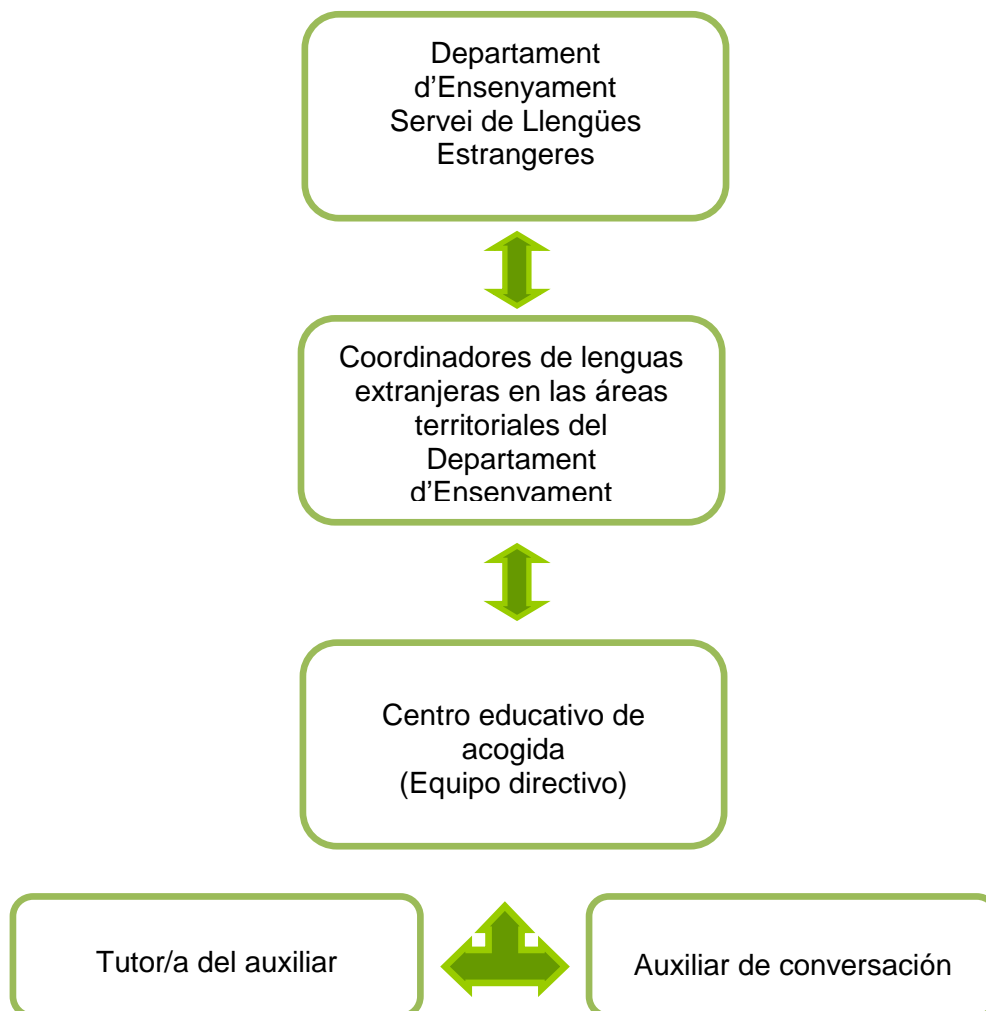 Departament
d’Ensenyament
Servei de Llengües
Estrangeres
Coordinadores de lenguas
extranjeras en las áreas
territoriales del
Departament
d’Ensenyament
Centro educativo de
acogida
(Equipo directivo)
Tutor/a del auxiliar
Auxiliar de conversación